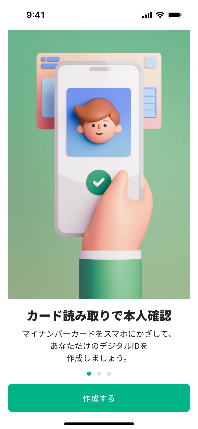 9:41
カード読み取りで本人確認
マイナンバーカードをスマホにかざして、
あなただけのデジタルIDを
作成しましょう。
作成する